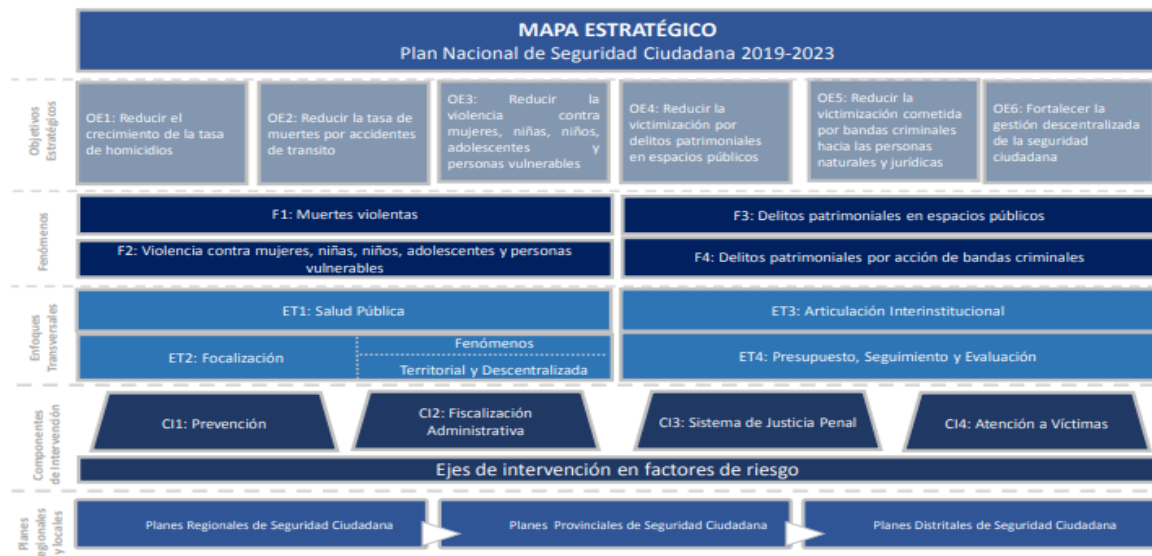 MAPA ESTRATÉGICO
Plan Nacional de Seguridad Ciudadana 2019-2023
Objetivos
Estratégicos
OE1: Reducir el
crecimiento de la tasa
de homicidios
OE2: Reducir la tasa de
muertes por accidentes
de transito
OE3: Reducir la
violencia contra
mujeres, niñas, niños,
adolescentes y
personas vulnerables
OE4: Reducir la
victimización por
delitos patrimoniales
en espacios públicos
OE5: Reducir la
victimización cometida
por bandas criminales
hacia las personas
naturales y jurídicas
OE6: Fortalecer la
gestión descentralizada
de la seguridad
ciudadana
Fenómenos
F1: Muertes violentas
F3: Delitos patrimoniales en espacios públicos
F2: Violencia contra mujeres, niñas, niños, adolescentes y personas
vulnerables
F4: Delitos patrimoniales por acción de bandas criminales
Enfoques
Transversales
ET1: Salud Pública
ET3: Articulación Interinstitucional
ET2: Focalización
Fenómenos
Territorial y Descentralizada
ET4: Presupuesto, Seguimiento y Evaluación
Componentes
de Intervención
CI1: Prevención
CI2: Fiscalización
Administrativa
CI3: Sistema de Justicia Penal
CI4: Atención a Víctimas
Ejes de intervención en factores de riesgo
Planes
regionales
y locales
Planes Regionales de Seguridad Ciudadana
Planes Provinciales de Seguridad Ciudadana
Planes Distritales de Seguridad Ciudadana